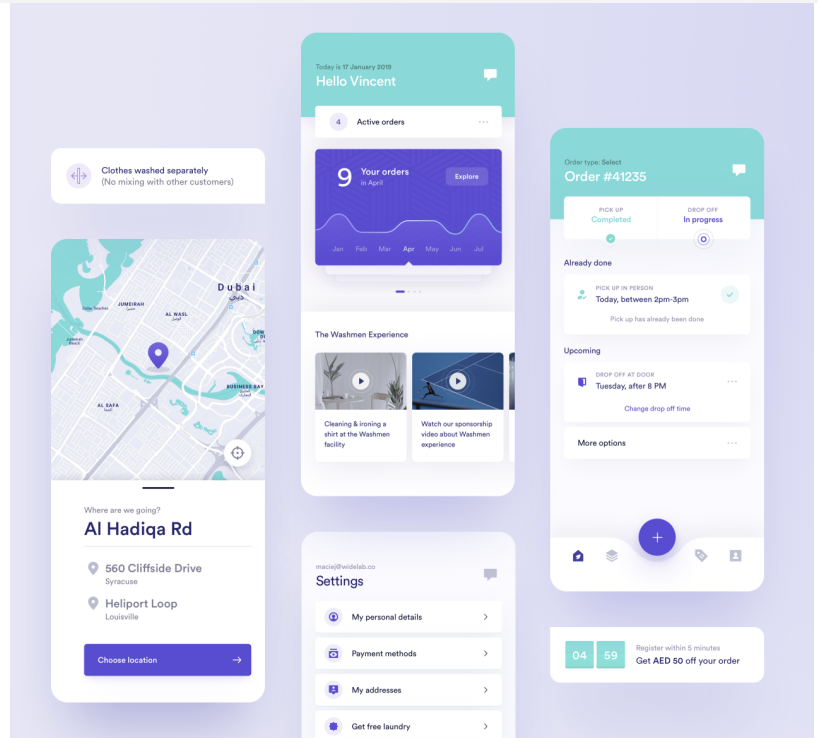 Clothes washed separately
(No mixing with other customers)
Dubai
دبي
JUMEIRAH
جميرا
AL WASL
الوصل
Jumeirah
Beach
BUSINESS BAY
AL SAFA
الصفا
Where are we going?
Al Hadiqa Rd
560 Cliffside Drive
Syracuse
Heliport Loop
Louisville
Choose location
Today is 17 January 2019
Hello Vincent
4 Active orders
9 Your orders
in April
Explore
Jan Feb Mar Apr May Jun Jul
The Washmen Experience
Cleaning & ironing a
shirt at the Washmen
facility
Watch our sponsorship
video about Washmen
experience
maciej@widelab.co
Settings
My personal details
Payment methods
My addresses
Get free laundry
Order type: Select
Order #41235
PICK UP
Completed
DROP OFF
In progress
Already done
PICK UP IN PERSON
Today, between 2pm-3pm
Pick up has already been done
Upcoming
DROP OFF AT DOOR
Tuesday, after 8 PM
Change drop off time
More options
04 59
Register within 5 minutes
Get AED 50 off your order